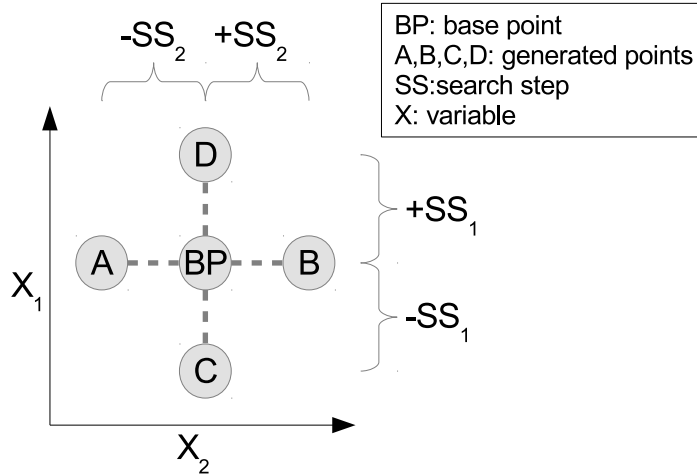 -SS2 +SS2
BP: base point
A,B,C,D: generated points
SS:search step
X: variable
D
+SS1
A BP B
X1
-SS1
C
X2